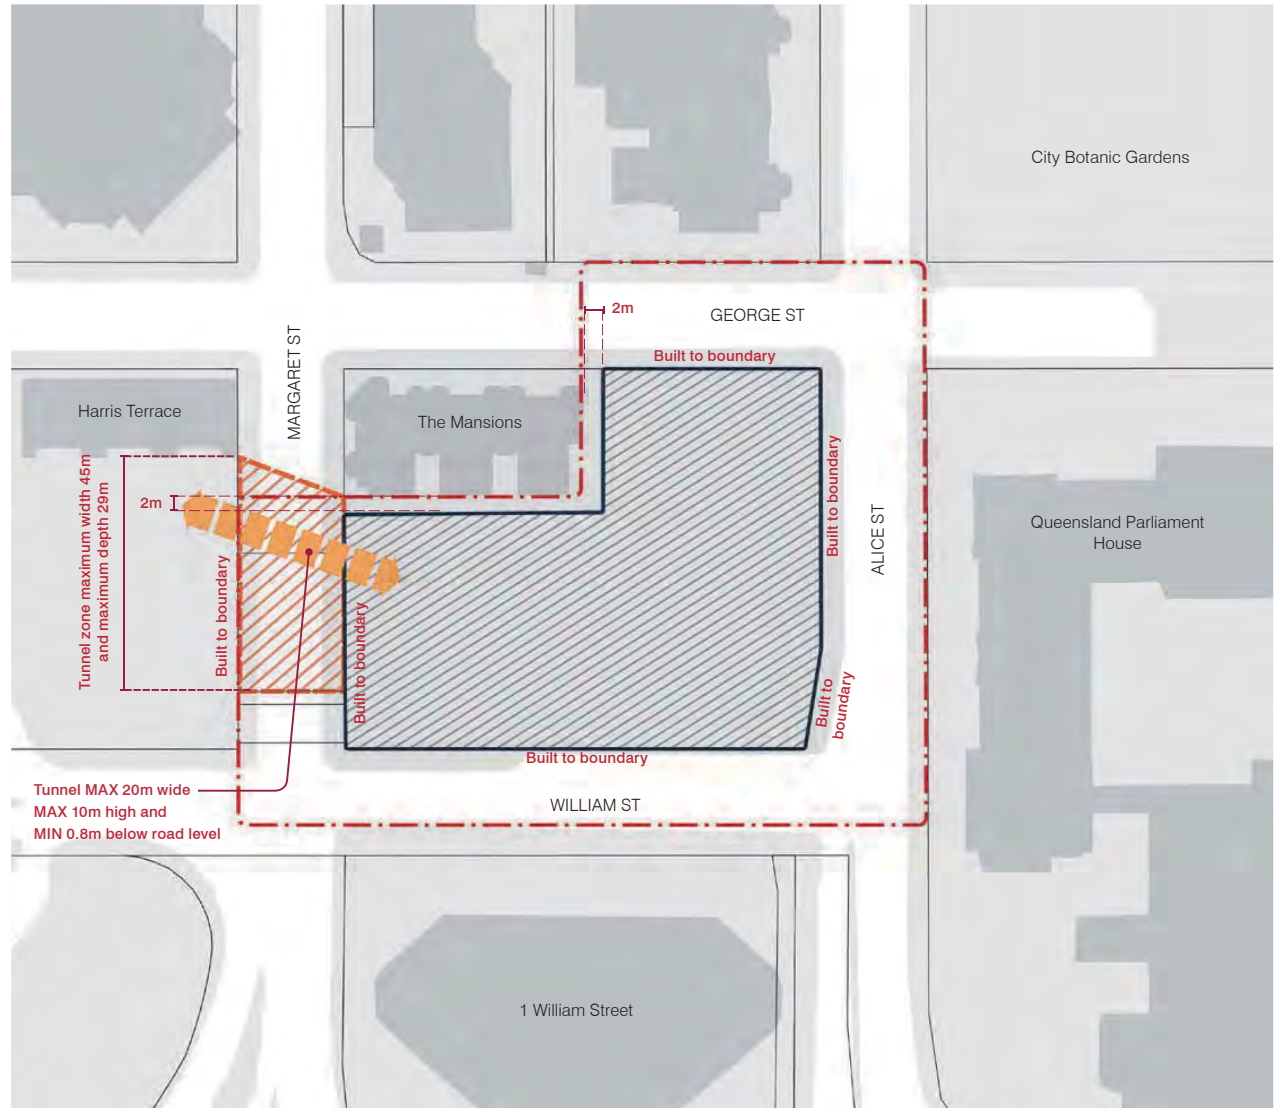 City Botanic Gardens
2m
GEORGE ST
MARGARET ST
Built to boundary
Harris Terrace
The Mansions
Tunnel zone maximum width 45m
and maximum depth 29m
2m
Built to boundary
Built to boundary
Built to boundary
ALICE ST
Queensland Parliament
House
Built to
boundary
Built to boundary
Tunnel MAX 20m wide
MAX 10m high and
MIN 0.8m below road level
WILLIAM ST
1 William Street